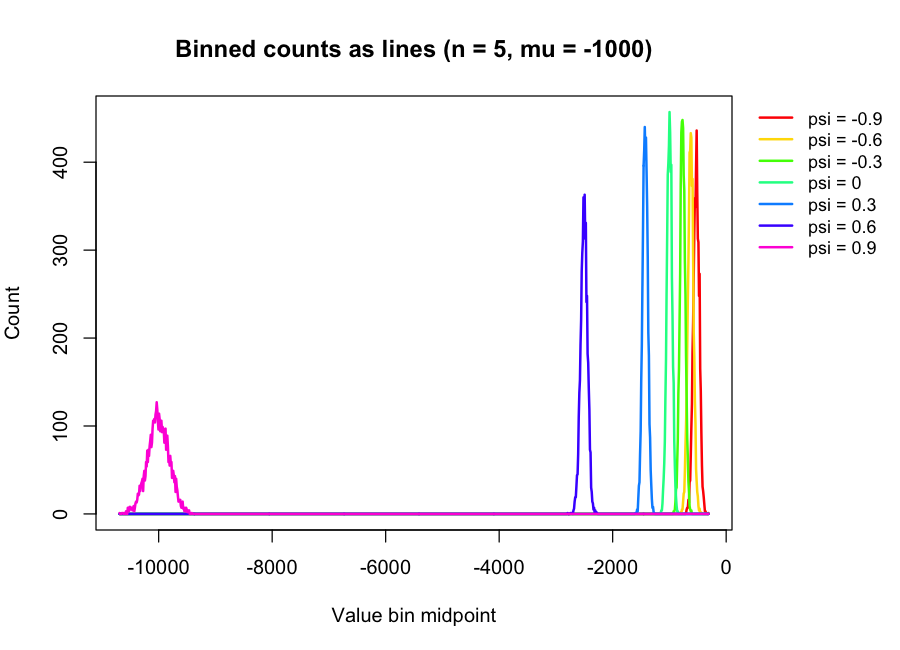 Binned counts as lines (n = 5, mu = -1000)
psi = -0.9
psi = -0.6
psi = -0.3
psi = 0
psi = 0.3
psi = 0.6
psi = 0.9
Count
400
300
200
100
0
-10000 -8000 -6000 -4000 -2000 0
Value bin midpoint